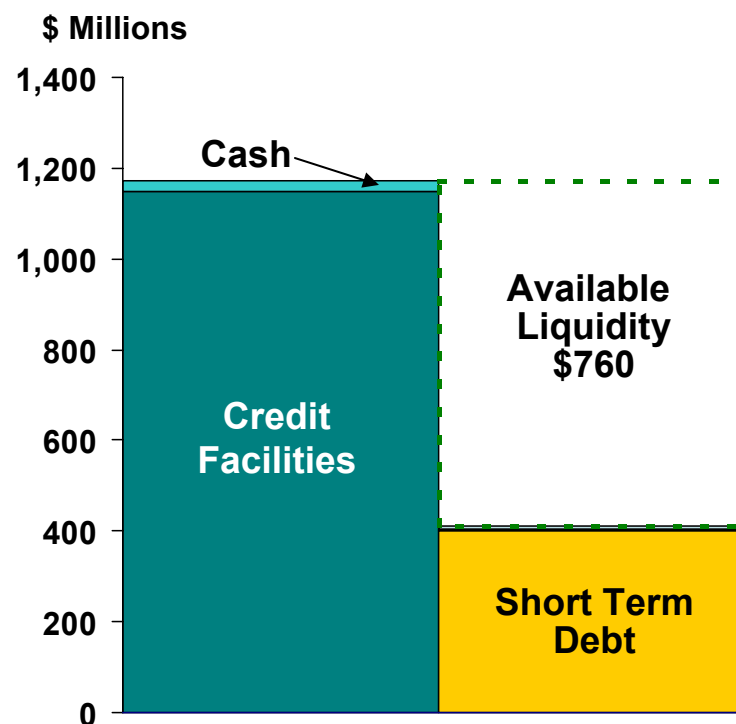 $ Millions
1,400
Cash
1,200
1,000
Available
Liquidity
$760
800
600
Credit
Facilities
400
Short Term
Debt
200
0